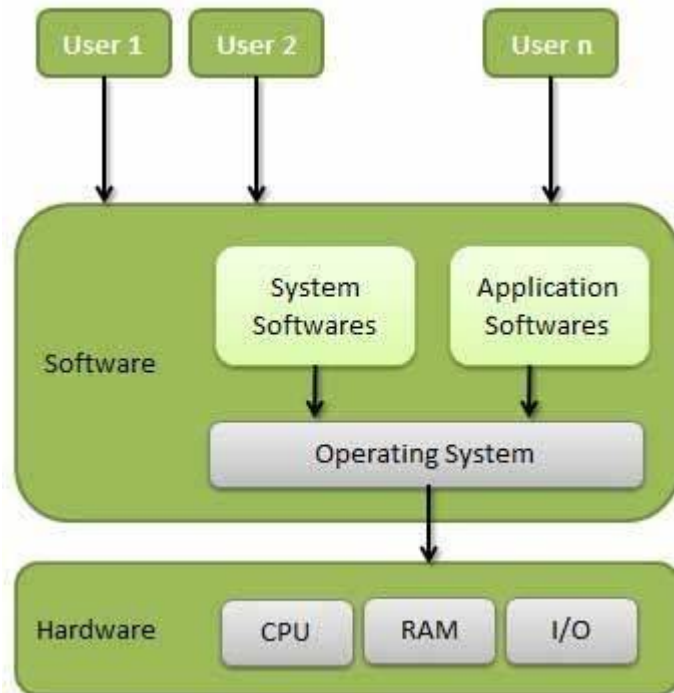 User 1
User 2
User n
System
Softwares
Application
Softwares
Software
Operating System
Hardware
CPU
RAM
I/O